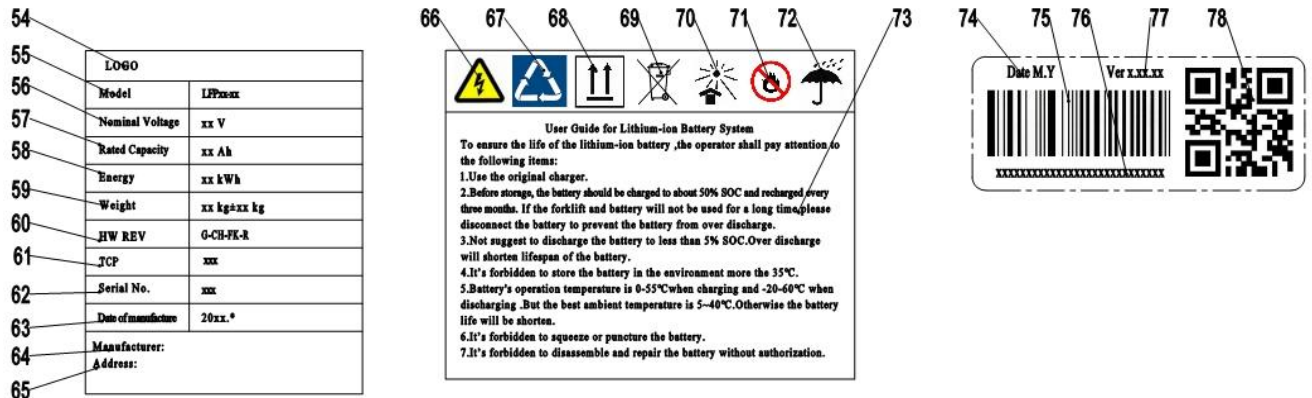 54
55
56
57
58
59
60
61
62
63
64
65
LOGO
Model LFPxx-xx
Nominal Voltage xx V
Rated Capacity xx Ah
Energy xx kWh
Weight xx kg±xx kg
HW REV G-CH-FK-R
TCP xxx
Serial No. xxx
Date of manufacture 20xx.*
Manufacturer:
Address:
66 67 68 69 70 71 72 73
User Guide for Lithium-ion Battery System
To ensure the life of the lithium-ion battery ,the operator shall pay attention to
the following items:
1.Use the original charger.
2.Before storage, the battery should be charged to about 50% SOC and recharged every
three months. If the forklift and battery will not be used for a long time,please
disconnect the battery to prevent the battery from over discharge.
3.Not suggest to discharge the battery to less than 5% SOC.Over discharge
will shorten lifespan of the battery.
4.It's forbidden to store the battery in the environment more the 35℃.
5.Battery's operation temperature is 0-55℃when charging and -20-60℃ when
discharging .But the best ambient temperature is 5~40℃.Otherwise the battery
life will be shorten.
6.It's forbidden to squeeze or puncture the battery.
7.It's forbidden to disassemble and repair the battery without authorization.
74 75 76 77 78
Date M.Y Ver x.xx.xx
XXXXXXXXXXXXXXXXXXXXXXXXXXXX